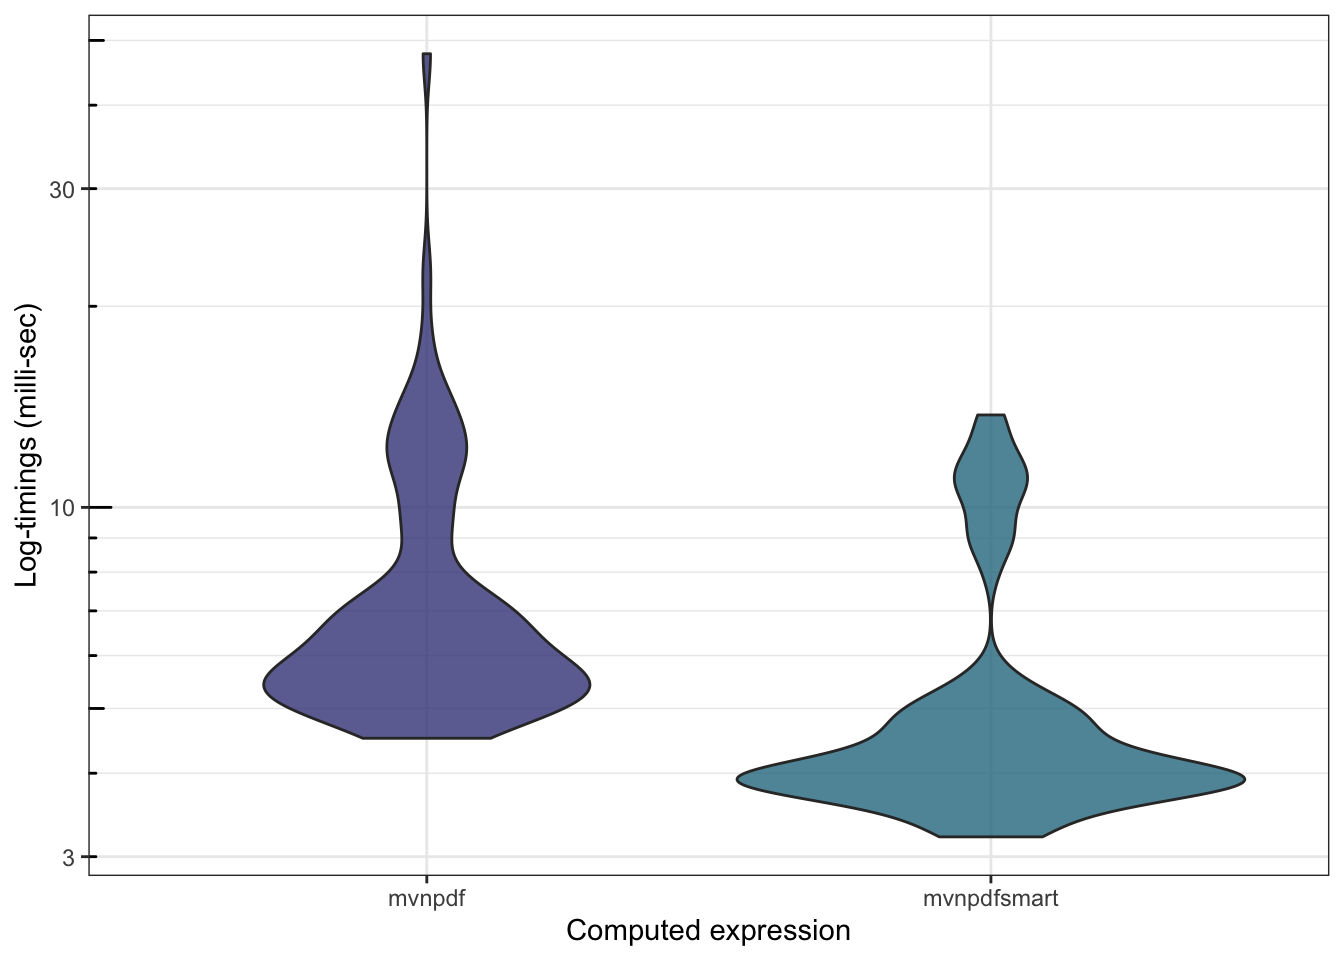 Log-timings (milli-sec)
30
10
3
mvnpdf
mvnpdfsmart
Computed expression